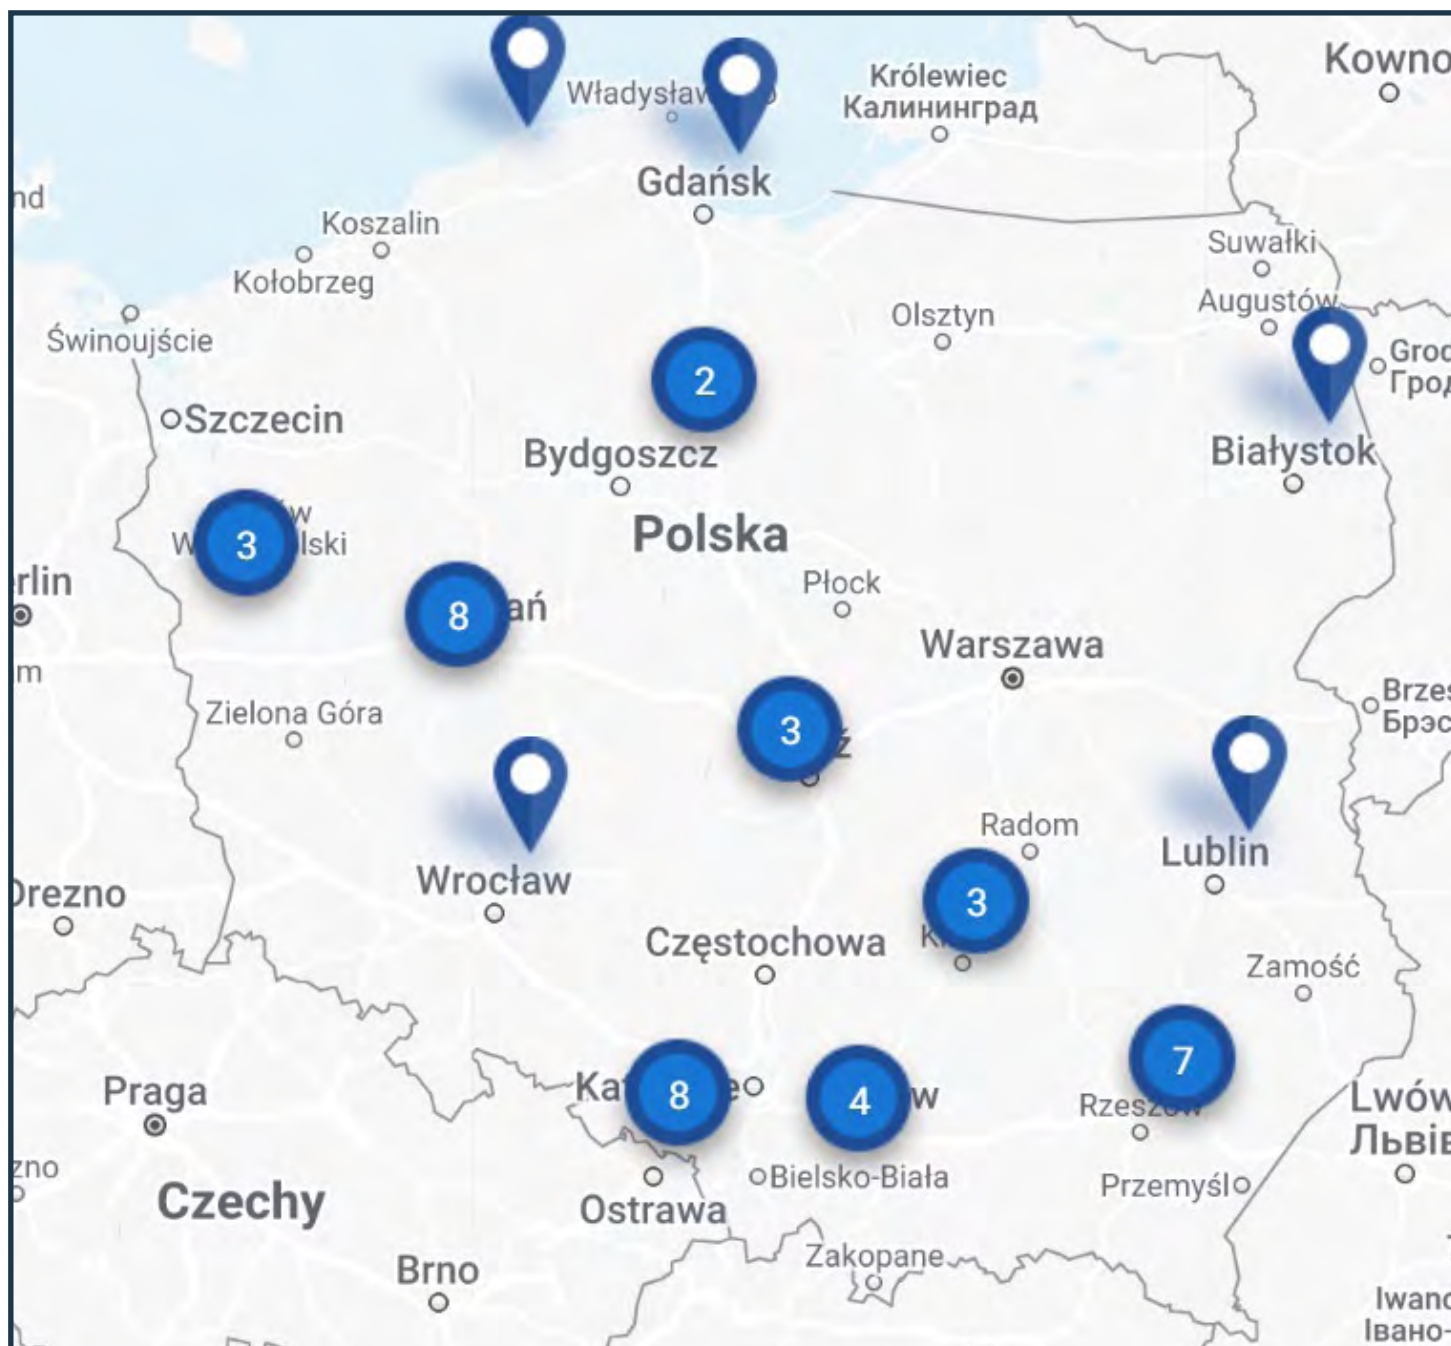 Kowno
Królewiec
Калининград
Gdańsk
nd
Koszalin
Kołobrzeg
Suwałki
Augustów
Olsztyn
Świnoujście
2
Szczecin
Bydgoszcz
Białystok
3
Polska
Płock
8
Warszawa
Zielona Góra
3
Radom
Lublin
Wrocław
3
Częstochowa
Zamość
7
Praga
8
4
Rzeszów
Lwów
Bielsko-Biała
Przemyśl
Czechy
Ostrawa
Zakopane
Brno